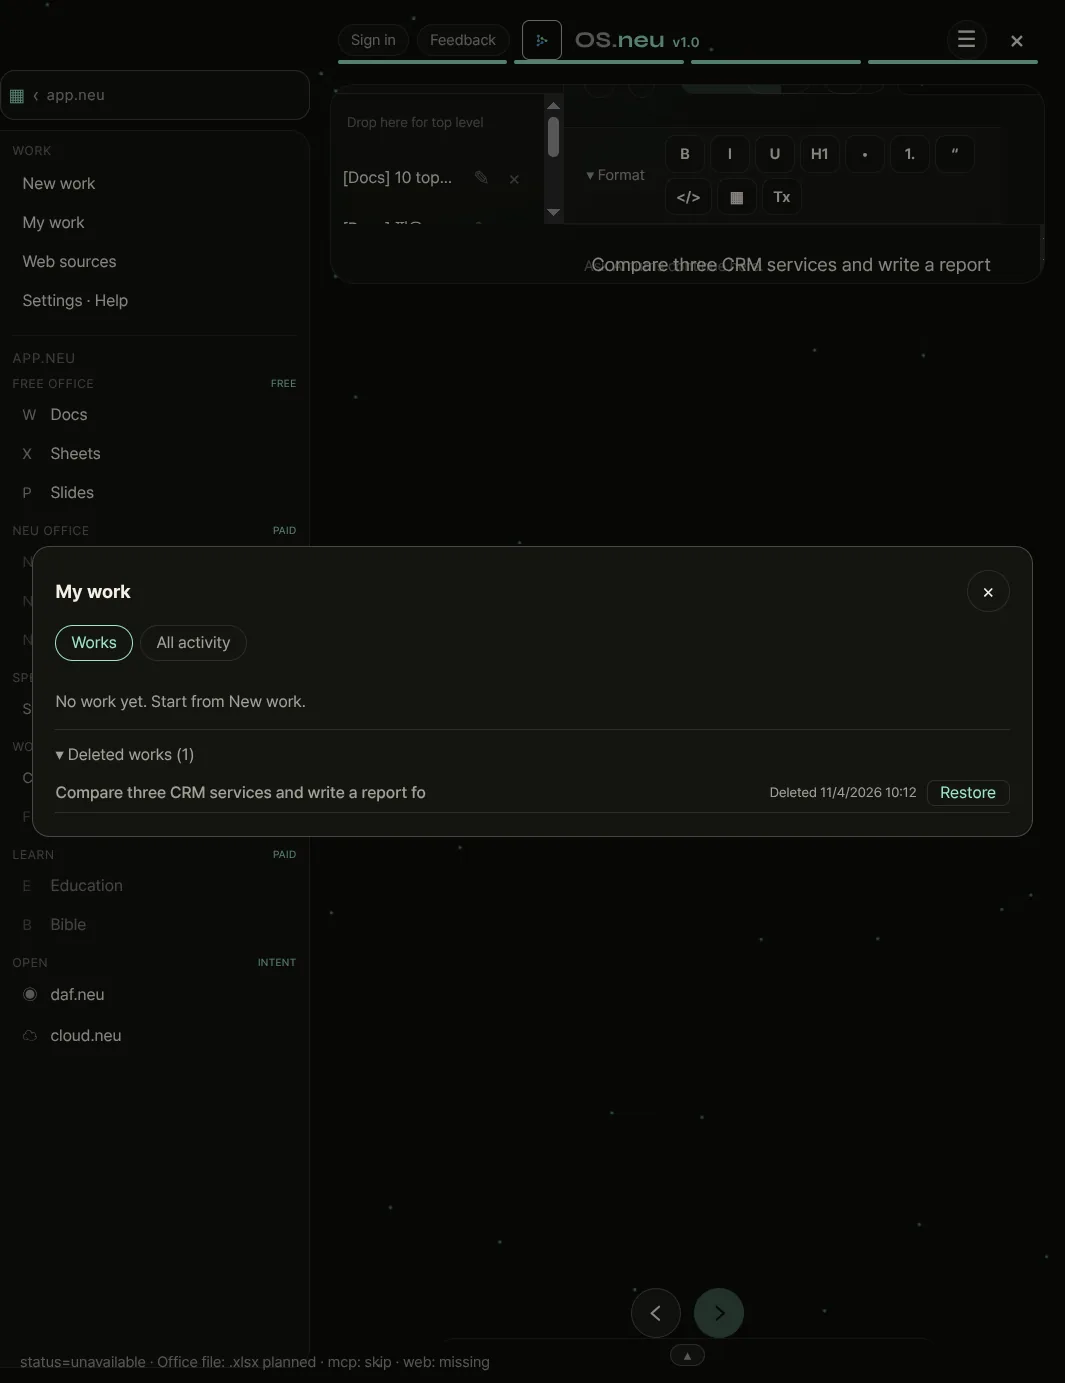 Sign in
Feedback
OS.neu v1.0
☰
×
‹ app.neu
WORK
New work
My work
Web sources
Settings · Help
APP.NEU
FREE OFFICE FREE
W Docs
X Sheets
P Slides
NEU OFFICE PAID
Drop here for top level
[Docs] 10 top... ✎ ×
▾ Format
B I U H1 • 1. “
</> ▦ Tx
Compare three CRM services and write a report
My work
×
Works
All activity
No work yet. Start from New work.
▾ Deleted works (1)
Compare three CRM services and write a report fo
Deleted 11/4/2026 10:12
Restore
LEARN PAID
E Education
B Bible
OPEN INTENT
daf.neu
cloud.neu
status=unavailable · Office file: .xlsx planned · mcp: skip · web: missing